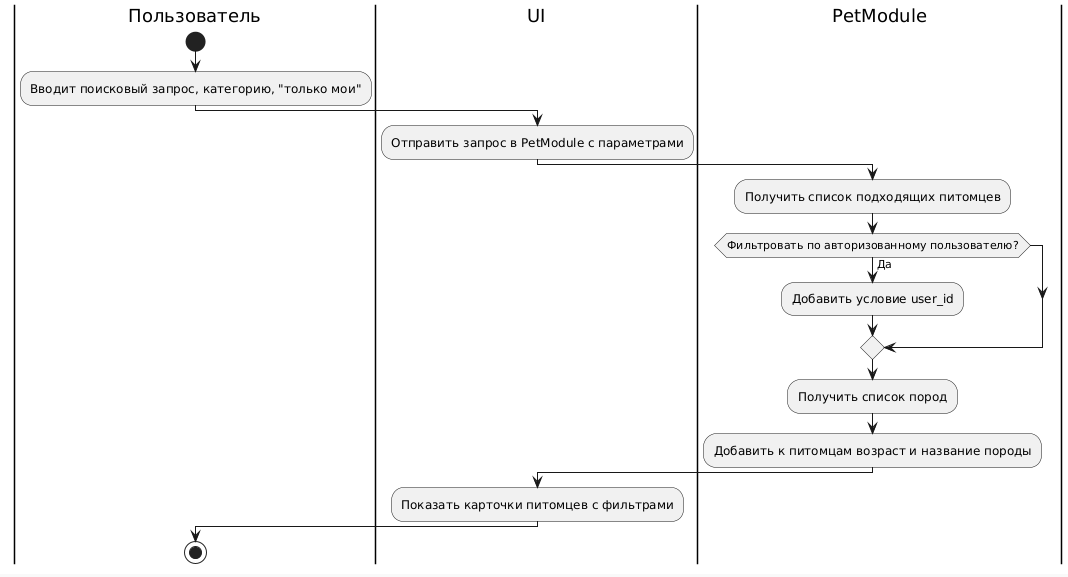 Пользователь
UI
PetModule
Вводит поисковый запрос, категорию, "только мои"
Отправить запрос в PetModule с параметрами
Получить список подходящих питомцев
Фильтровать по авторизованному пользователю?
Да
Добавить условие user_id
Получить список пород
Добавить к питомцам возраст и название породы
Показать карточки питомцев с фильтрами